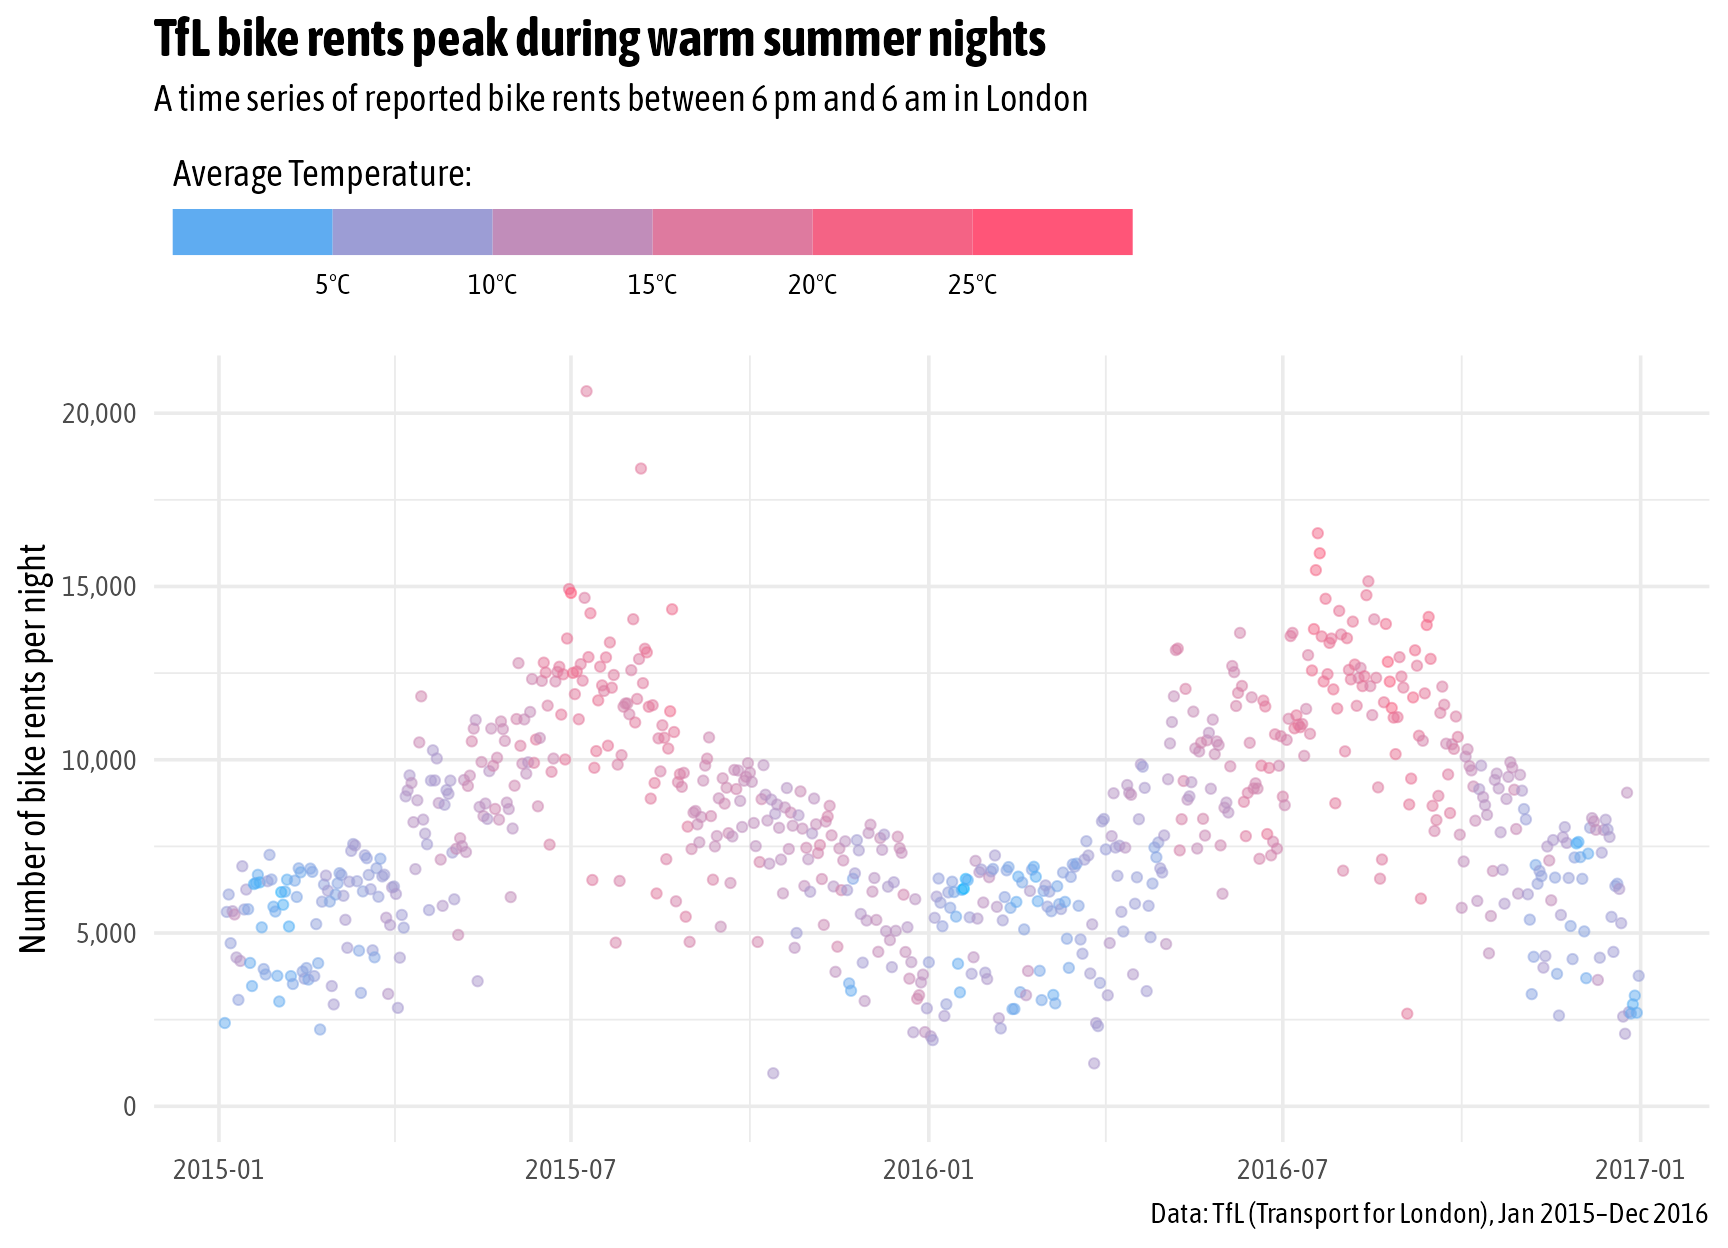 TfL bike rents peak during warm summer nights
A time series of reported bike rents between 6 pm and 6 am in London
Average Temperature:
5°C 10°C 15°C 20°C 25°C
Number of bike rents per night
20,000
15,000
10,000
5,000
0
2015-01 2015-07 2016-01 2016-07 2017-01
Data: TfL (Transport for London), Jan 2015–Dec 2016